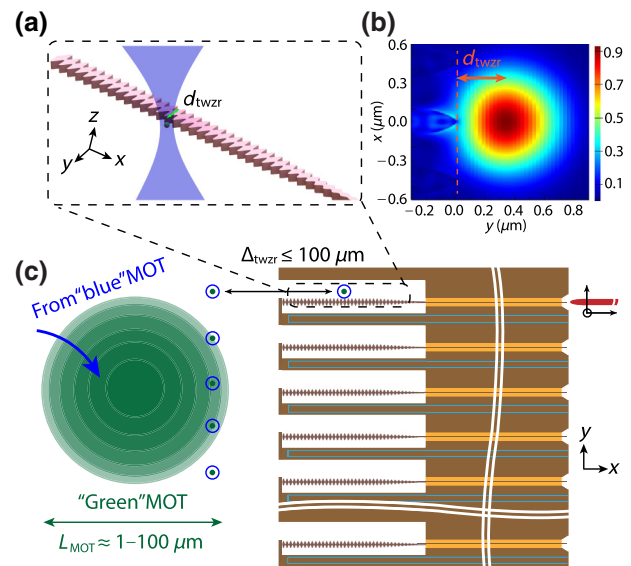 (a)
d_twzr
z
y
x
(b)
0.6
0.3
0.0
−0.3
−0.6
x (μm)
d_twzr
−0.2 0.0 0.2 0.4 0.6 0.8
y (μm)
0.9
0.7
0.5
0.3
0.1
(c)
Δ_twzr ≤ 100 μm
From “blue” MOT
“Green” MOT
L_MOT ≈ 1–100 μm
y
x